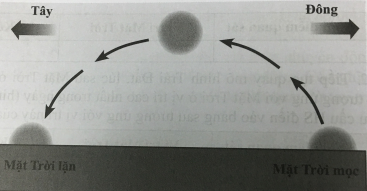 Tây
Đông
Mặt Trời lặn
Mặt Trời mọc